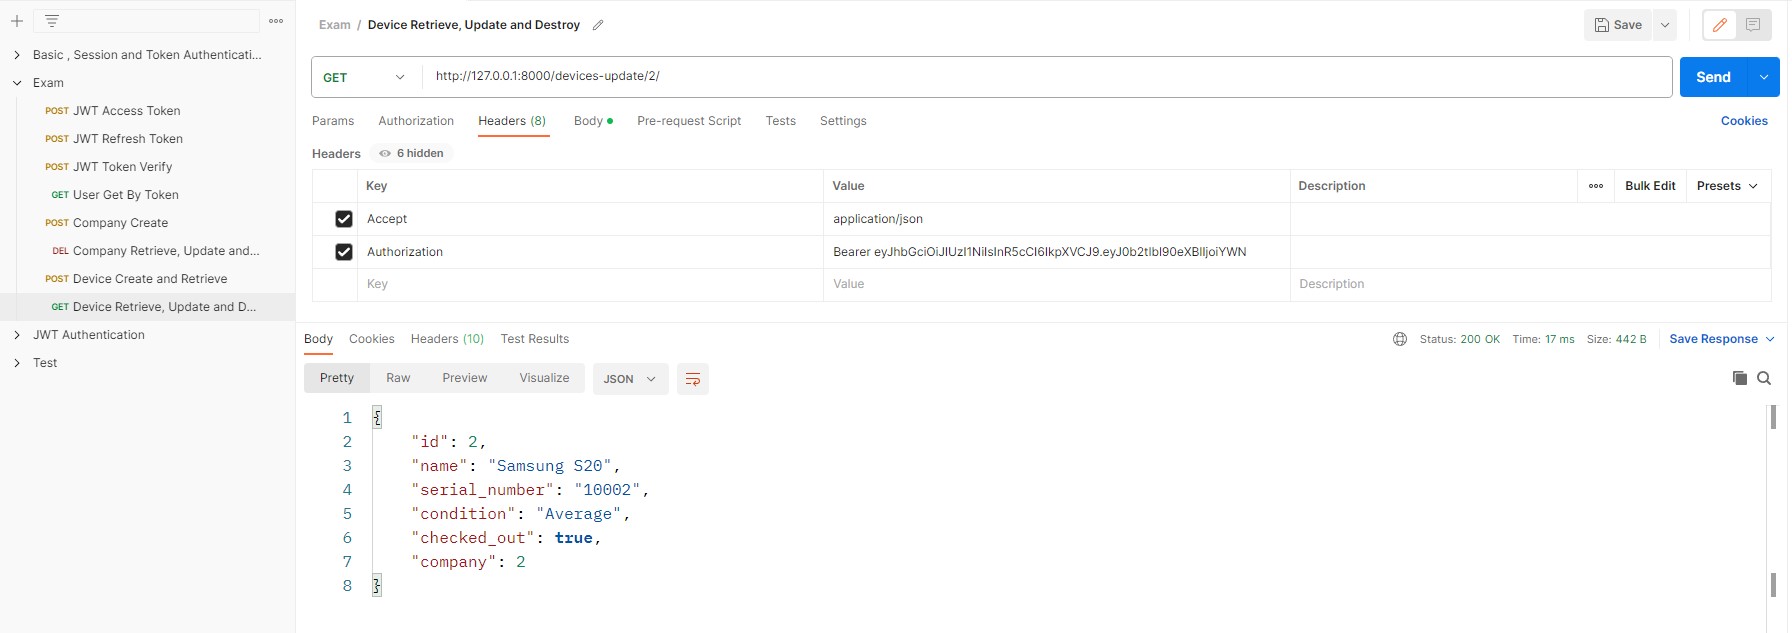 Exam / Device Retrieve, Update and Destroy
Save
Basic , Session and Token Authenticati...
Exam
POST JWT Access Token
POST JWT Refresh Token
POST JWT Token Verify
GET User Get By Token
POST Company Create
DEL Company Retrieve, Update and...
POST Device Create and Retrieve
GET Device Retrieve, Update and D...
JWT Authentication
Test
GET http://127.0.0.1:8000/devices-update/2/ Send
Params Authorization Headers (8) Body Pre-request Script Tests Settings Cookies
Headers 6 hidden
Key Value Description Bulk Edit Presets
Accept application/json
Authorization Bearer eyJhbGciOiJIUzI1NiIsInR5cCI6IkpXVCJ9.eyJ0b2tlbl90eXBlIjoiYWN
Key Value Description
Body Cookies Headers (10) Test Results Status: 200 OK Time: 17 ms Size: 442 B Save Response
Pretty Raw Preview Visualize JSON
1 {
2 "id": 2,
3 "name": "Samsung S20",
4 "serial_number": "10002",
5 "condition": "Average",
6 "checked_out": true,
7 "company": 2
8 }